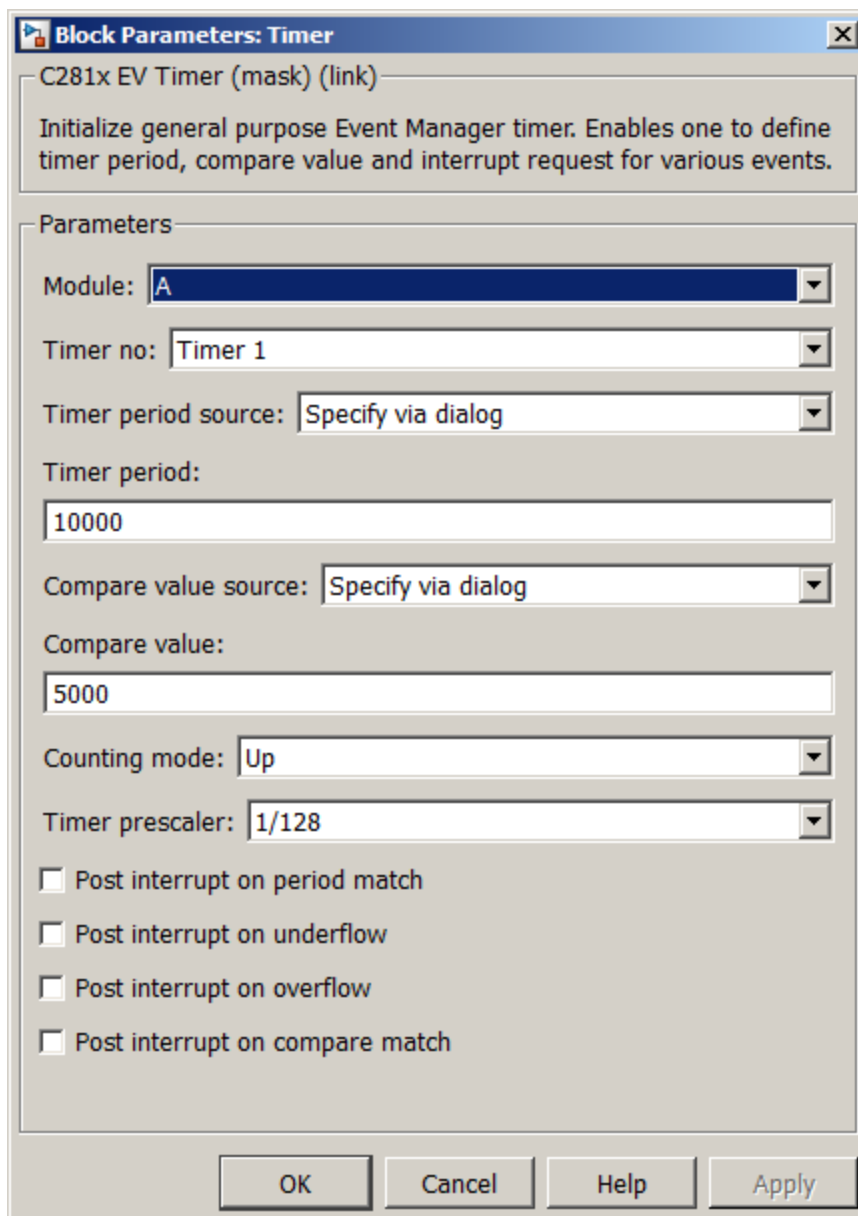 Block Parameters: Timer
C281x EV Timer (mask) (link)
Initialize general purpose Event Manager timer. Enables one to define
timer period, compare value and interrupt request for various events.
Parameters
Module: A
Timer no: Timer 1
Timer period source: Specify via dialog
Timer period:
10000
Compare value source: Specify via dialog
Compare value:
5000
Counting mode: Up
Timer prescaler: 1/128
Post interrupt on period match
Post interrupt on underflow
Post interrupt on overflow
Post interrupt on compare match
OK Cancel Help Apply